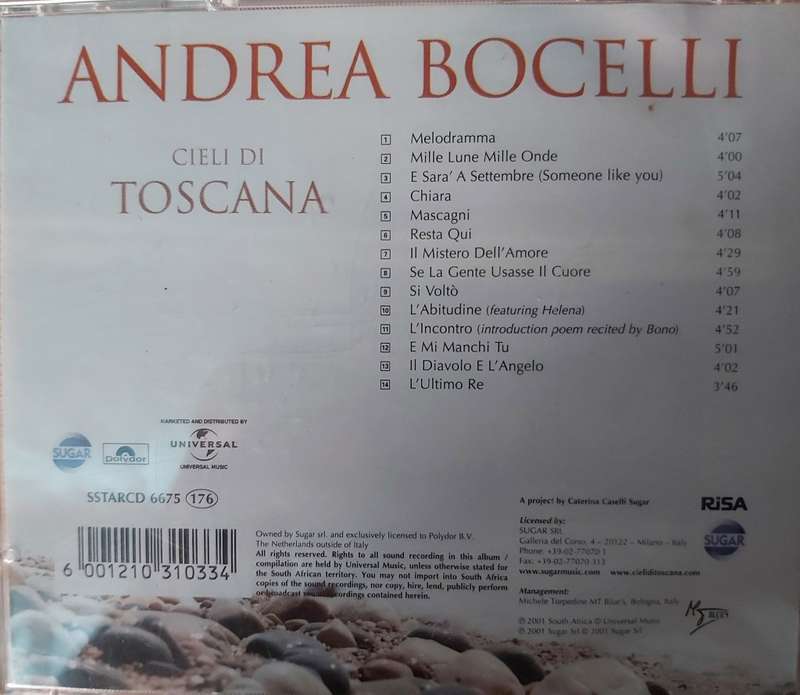 ANDREA BOCELLI
CIELI DI
TOSCANA
1 Melodramma 4'07
2 Mille Lune Mille Onde 4'00
3 E Sara' A Settembre (Someone like you) 5'04
4 Chiara 4'02
5 Mascagni 4'11
6 Resta Qui 4'08
7 Il Mistero Dell'Amore 4'29
8 Se La Gente Usasse Il Cuore 4'59
9 Si Voltò 4'07
10 L'Abitudine (featuring Helena) 4'21
11 L'Incontro (introduction poem recited by Bono) 4'52
12 E Mi Manchi Tu 5'01
13 Il Diavolo E L'Angelo 4'02
14 L'Ultimo Re 3'46
MARKETED AND DISTRIBUTED BY
SUGAR
Polydor
UNIVERSAL
UNIVERSAL MUSIC
SSTARCD 6675 176
6 001210 310334
Owned by Sugar srl. and exclusively licensed to Polydor B.V.
The Netherlands outside of Italy
All rights reserved. Rights to all sound recording in this album /
compilation are held by Universal Music, unless otherwise stated for
the South African territory. You may not import into South Africa
copies of the sound recordings, nor copy, hire, lend, publicly perform
or broadcast sound recordings contained herein.
A project by Caterina Caselli Sugar
RISA
Licensed by:
SUGAR SRL
Galleria del Corso, 4 - 20122 - Milano - Italy
Phone: +39-02-77070 1
Fax: +39-02-77070 313
www.sugarmusic.com www.cieliditoscana.com
SUGAR
Management:
Michele Torpedine MT Blues, Bologna, Italy
℗ 2001 South Africa © Universal Music
℗ 2001 Sugar Srl © 2001 Sugar Srl